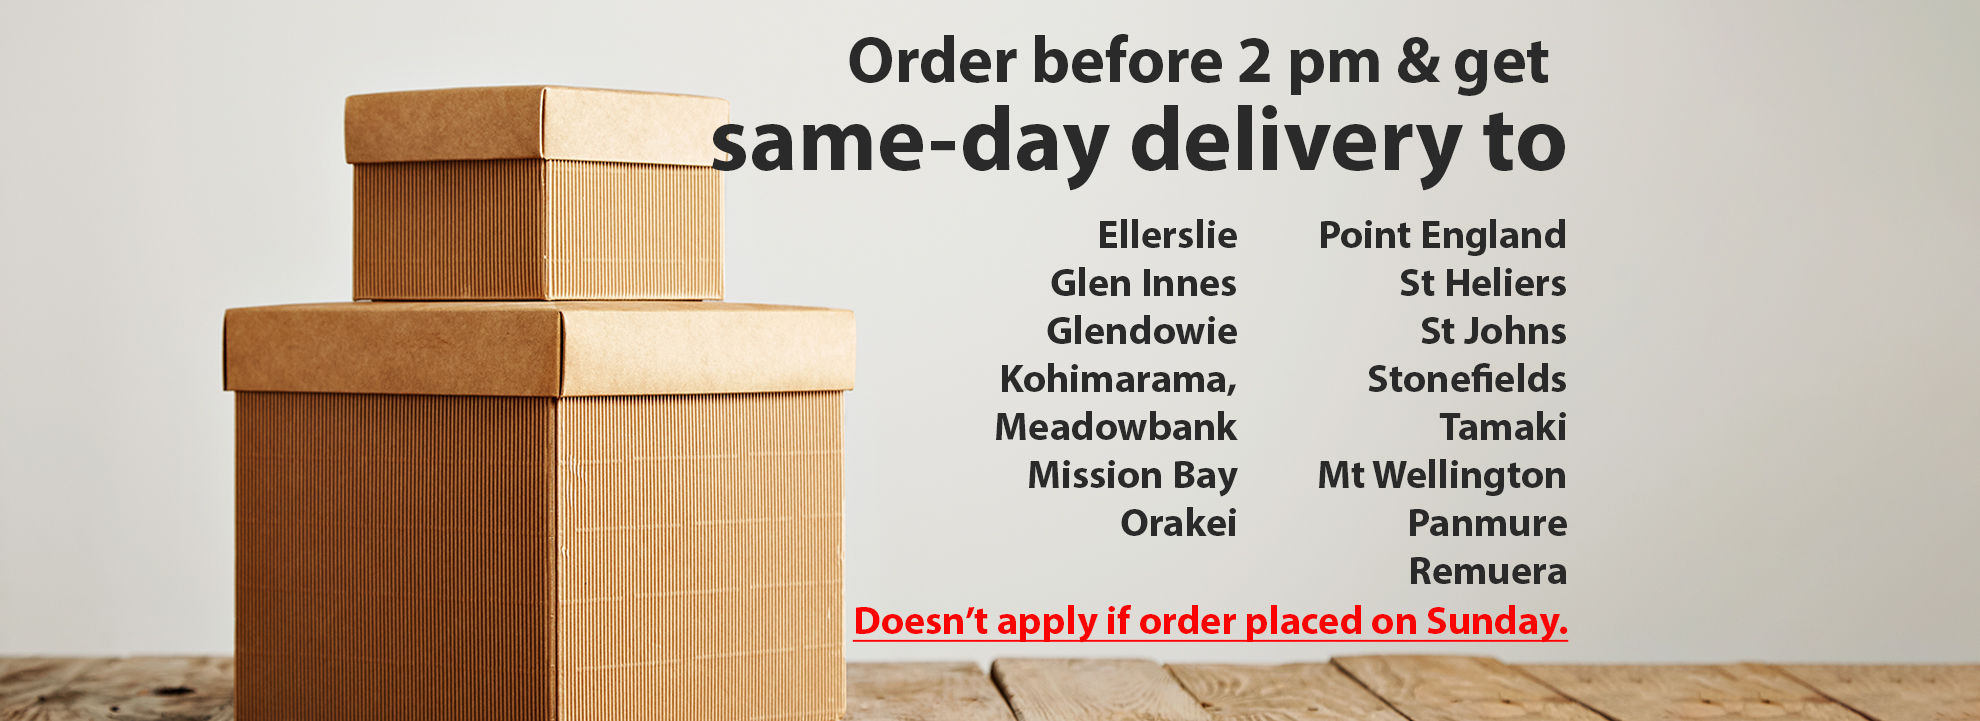 Order before 2 pm & get
same-day delivery to
Ellerslie
Glen Innes
Glendowie
Kohimarama,
Meadowbank
Mission Bay
Orakei
Point England
St Heliers
St Johns
Stonefields
Tamaki
Mt Wellington
Panmure
Remuera
Doesn’t apply if order placed on Sunday.